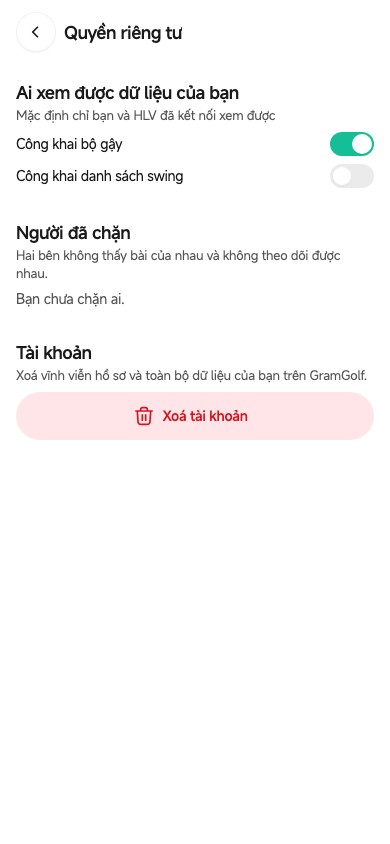 Quyền riêng tư
Ai xem được dữ liệu của bạn
Mặc định chỉ bạn và HLV đã kết nối xem được
Công khai bộ gậy
Công khai danh sách swing
Người đã chặn
Hai bên không thấy bài của nhau và không theo dõi được
nhau.
Bạn chưa chặn ai.
Tài khoản
Xoá vĩnh viễn hồ sơ và toàn bộ dữ liệu của bạn trên GramGolf.
Xoá tài khoản